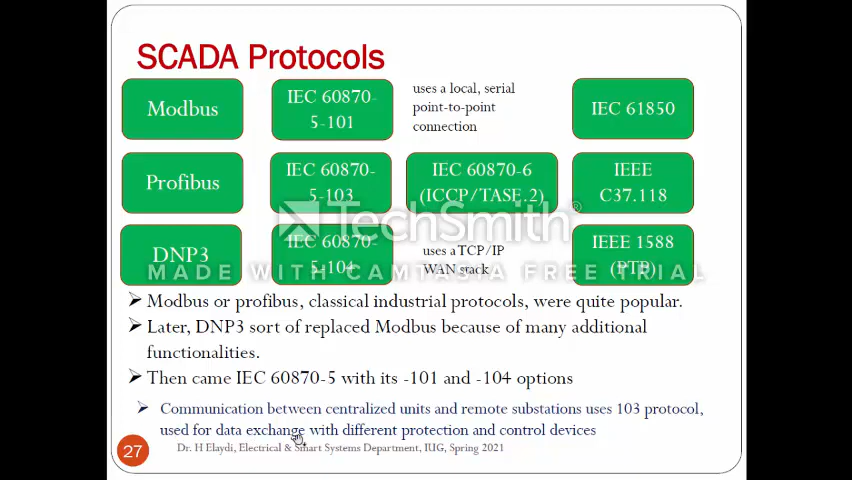 SCADA Protocols
Modbus
IEC 60870-
5-101
uses a local, serial
point-to-point
connection
IEC 61850
Profibus
IEC 60870-
5-103
IEC 60870-6
(ICCP/TASE.2)
IEEE
C37.118
TechSmith®
DNP3
IEC 60870-
5-104
uses a TCP/IP
WAN stack
IEEE 1588
(PTP)
MADE WITH CAMTASIA FREE TRIAL
➢ Modbus or profibus, classical industrial protocols, were quite popular.
➢ Later, DNP3 sort of replaced Modbus because of many additional
functionalities.
➢ Then came IEC 60870-5 with its -101 and -104 options
➢ Communication between centralized units and remote substations uses 103 protocol,
used for data exchange with different protection and control devices
27
Dr. H Elaydi, Electrical & Smart Systems Department, IUG, Spring 2021